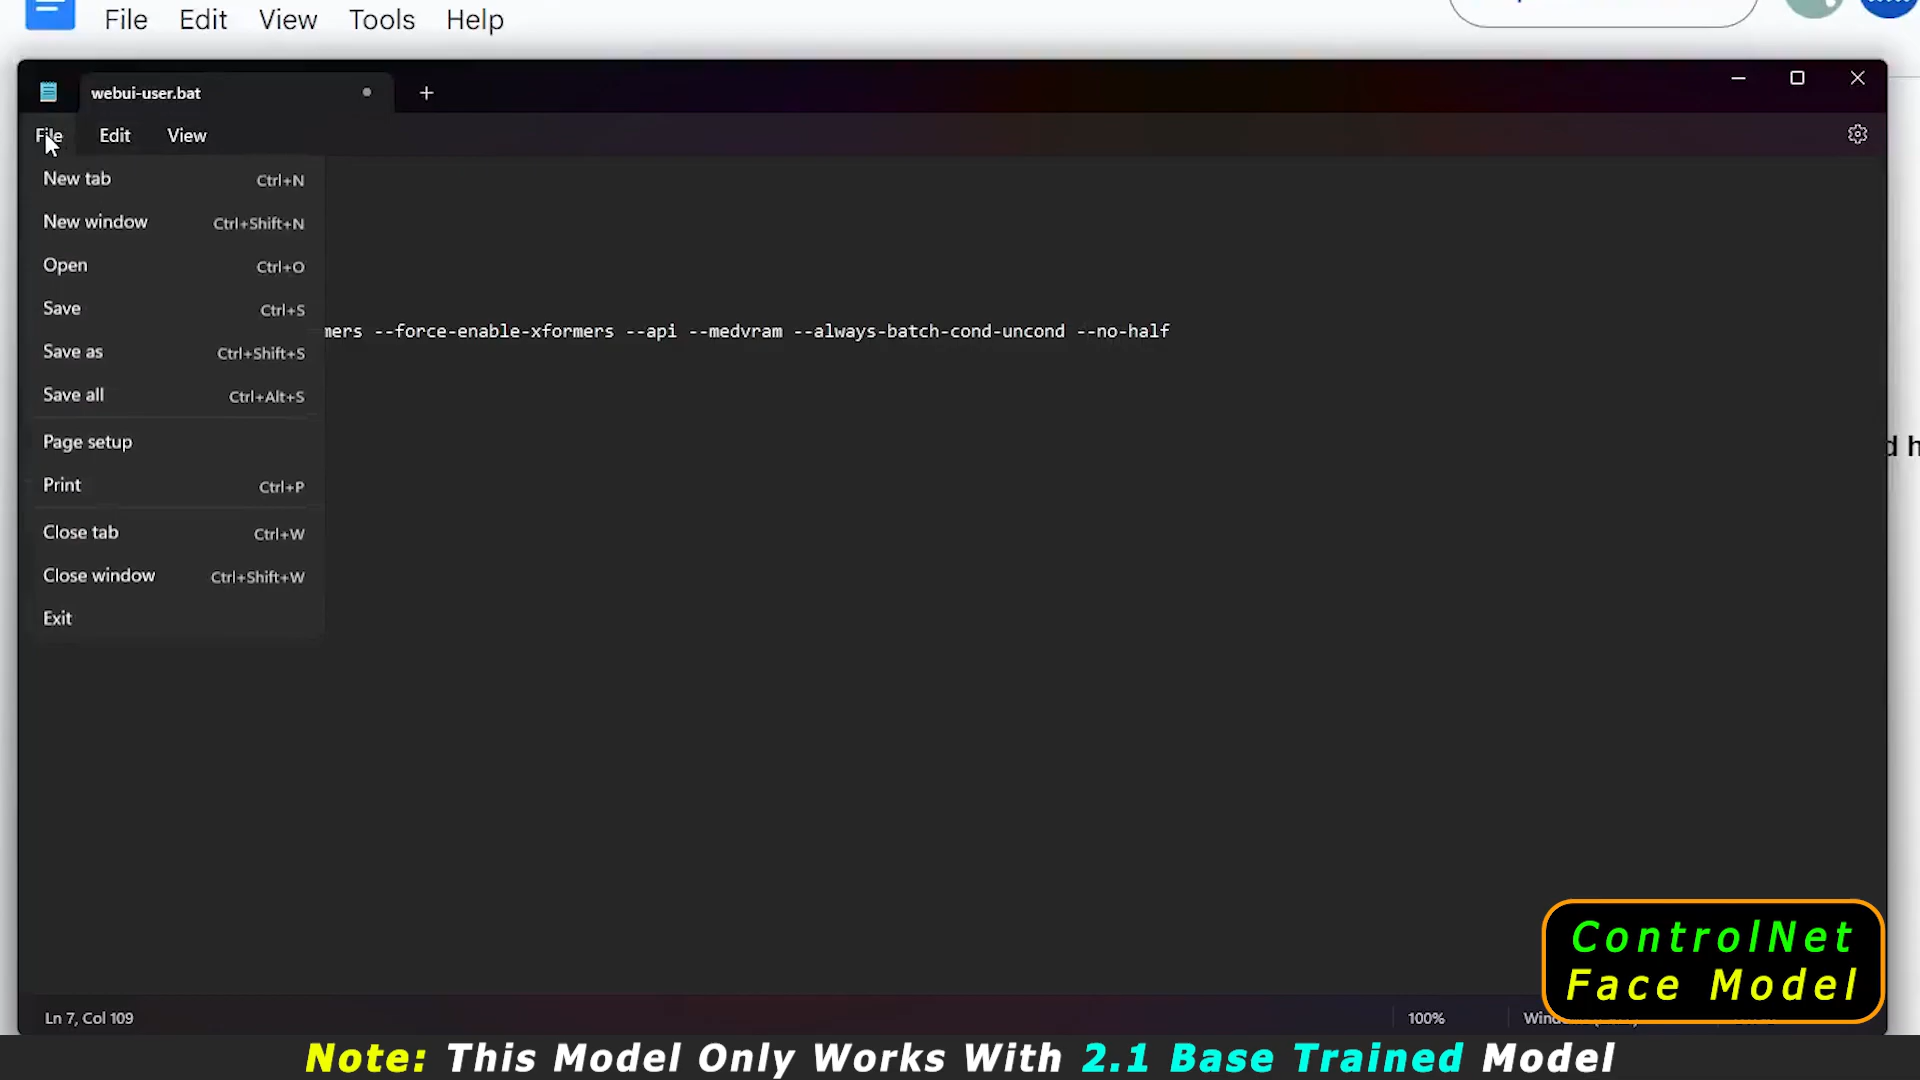 File Edit View Tools Help
webui-user.bat
File Edit View
New tab Ctrl+N
New window Ctrl+Shift+N
Open Ctrl+O
Save Ctrl+S
mers --force-enable-xformers --api --medvram --always-batch-cond-uncond --no-half
Save as Ctrl+Shift+S
Save all Ctrl+Alt+S
Page setup
Print Ctrl+P
Close tab Ctrl+W
Close window Ctrl+Shift+W
Exit
d h
ControlNet
Face Model
Ln 7, Col 109 100%
Note: This Model Only Works With 2.1 Base Trained Model